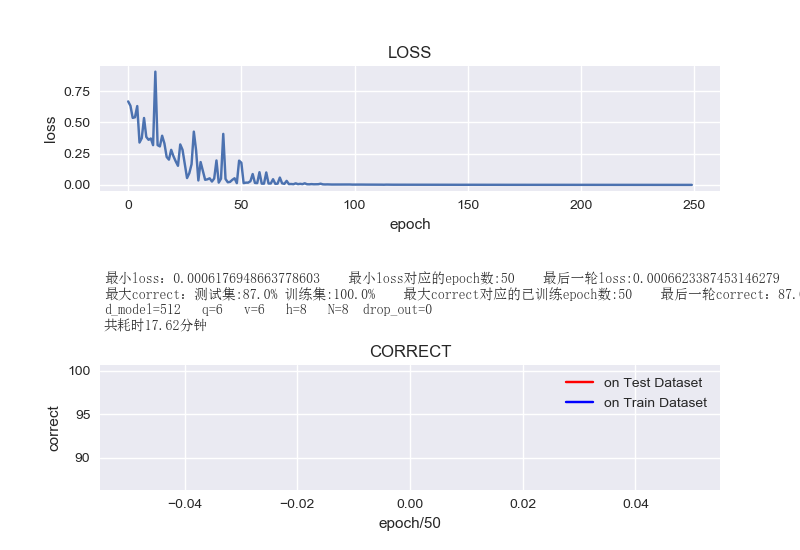 LOSS
0.75
0.50
0.25
0.00
loss
0 50 100 150 200 250
epoch
最小loss：0.0006176948663778603 最小loss对应的epoch数:50 最后一轮loss:0.0006623387453146279
最大correct：测试集:87.0% 训练集:100.0% 最大correct对应的已训练epoch数:50 最后一轮correct：87.
d_model=512 q=6 v=6 h=8 N=8 drop_out=0
共耗时17.62分钟
CORRECT
100
95
90
correct
on Test Dataset
on Train Dataset
−0.04 −0.02 0.00 0.02 0.04
epoch/50